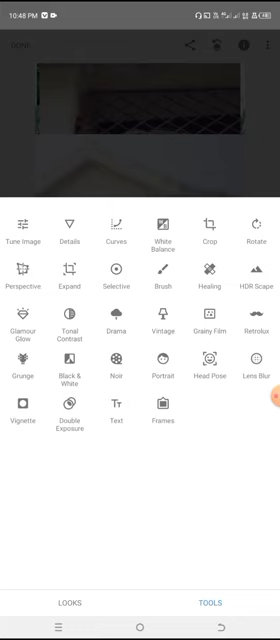 10:48 PM
DONE
Tune Image Details Curves White Balance Crop Rotate
Perspective Expand Selective Brush Healing HDR Scape
Glamour Glow Tonal Contrast Drama Vintage Grainy Film Retrolux
Grunge Black & White Noir Portrait Head Pose Lens Blur
Vignette Double Exposure Text Frames
LOOKS TOOLS